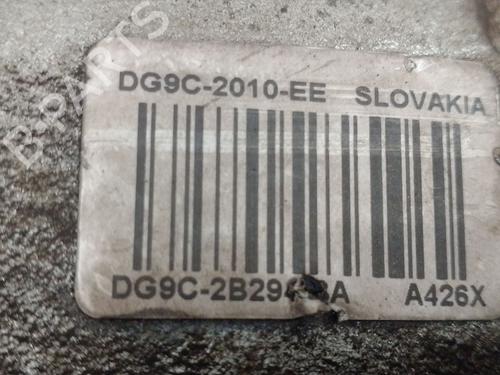 B-PARTS
DG9C-2010-EE SLOVAKIA
A426X